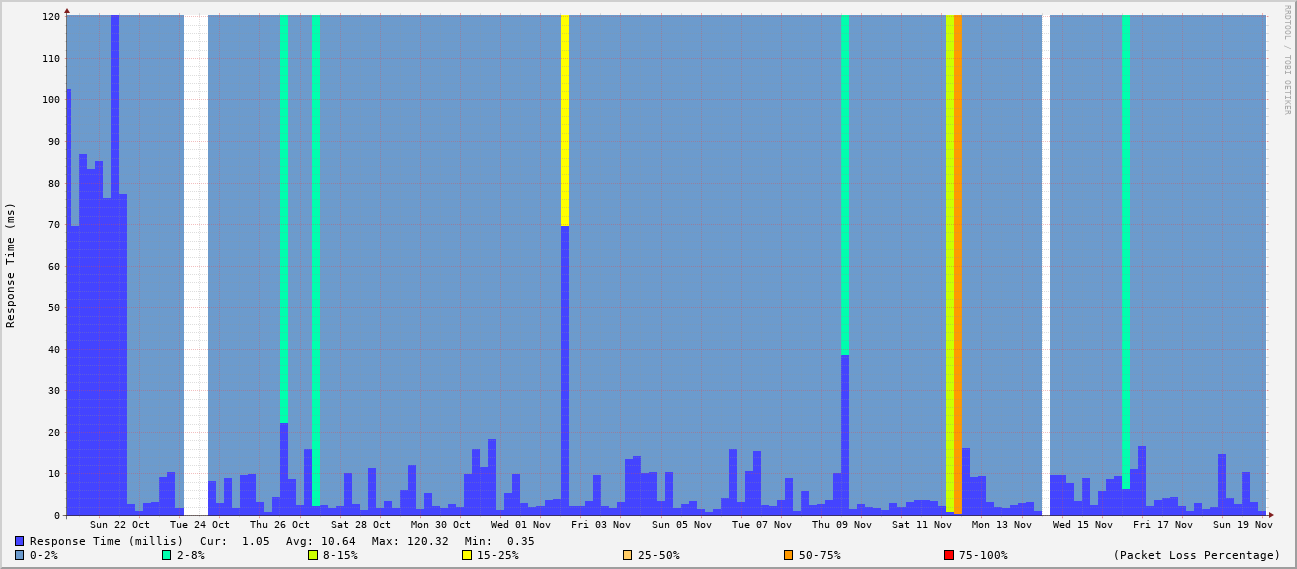 RRDTOOL / TOBI OETIKER
Response Time (ms)
120
110
100
90
80
70
60
50
40
30
20
10
0
Sun 22 Oct Tue 24 Oct Thu 26 Oct Sat 28 Oct Mon 30 Oct Wed 01 Nov Fri 03 Nov Sun 05 Nov Tue 07 Nov Thu 09 Nov Sat 11 Nov Mon 13 Nov Wed 15 Nov Fri 17 Nov Sun 19 Nov
Response Time (millis) Cur: 1.05 Avg: 10.64 Max: 120.32 Min: 0.35
0-2% 2-8% 8-15% 15-25% 25-50% 50-75% 75-100% (Packet Loss Percentage)